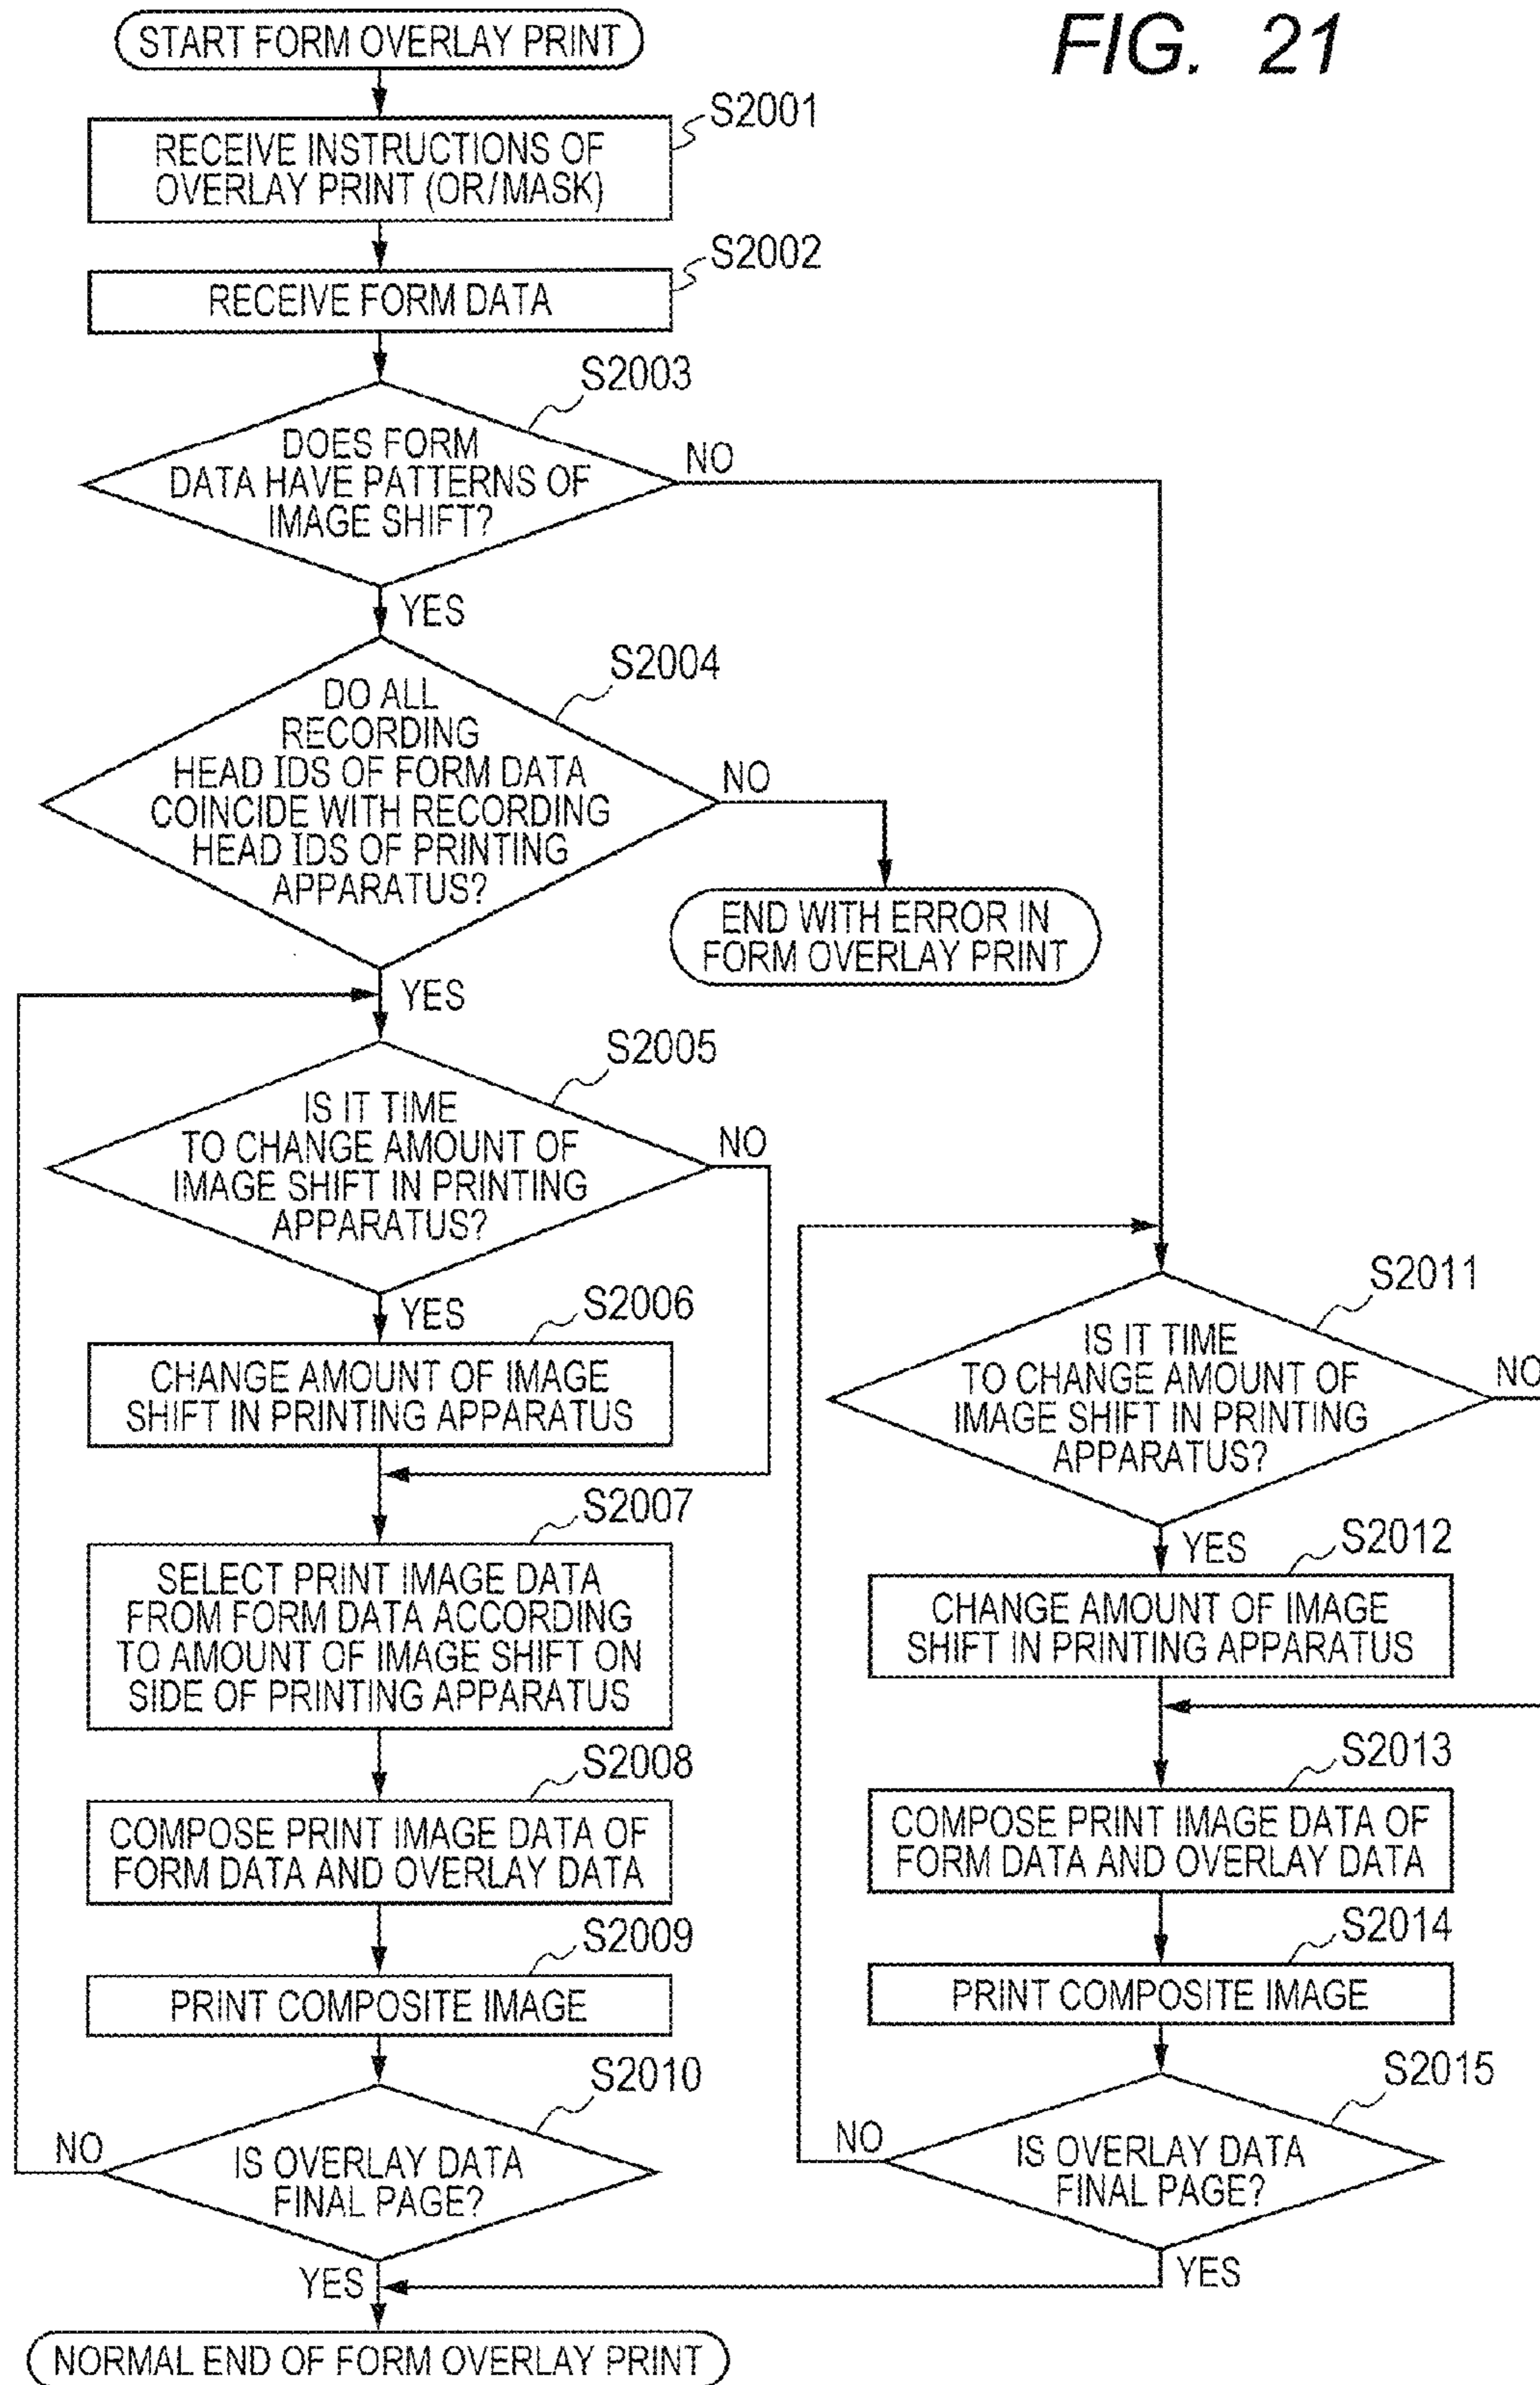 FIG. 21
START FORM OVERLAY PRINT
S2001
RECEIVE INSTRUCTIONS OF
OVERLAY PRINT (OR/MASK)
S2002
RECEIVE FORM DATA
S2003
DOES FORM
DATA HAVE PATTERNS OF
IMAGE SHIFT?
NO
YES
S2004
DO ALL
RECORDING
HEAD IDS OF FORM DATA
COINCIDE WITH RECORDING
HEAD IDS OF PRINTING
APPARATUS?
NO
END WITH ERROR IN
FORM OVERLAY PRINT
YES
S2005
IS IT TIME
TO CHANGE AMOUNT OF
IMAGE SHIFT IN PRINTING
APPARATUS?
NO
YES
S2006
CHANGE AMOUNT OF IMAGE
SHIFT IN PRINTING APPARATUS
S2007
SELECT PRINT IMAGE DATA
FROM FORM DATA ACCORDING
TO AMOUNT OF IMAGE SHIFT ON
SIDE OF PRINTING APPARATUS
S2008
COMPOSE PRINT IMAGE DATA OF
FORM DATA AND OVERLAY DATA
S2009
PRINT COMPOSITE IMAGE
S2010
IS OVERLAY DATA
FINAL PAGE?
NO
YES
S2011
IS IT TIME
TO CHANGE AMOUNT OF
IMAGE SHIFT IN PRINTING
APPARATUS?
NO
YES
S2012
CHANGE AMOUNT OF IMAGE
SHIFT IN PRINTING APPARATUS
S2013
COMPOSE PRINT IMAGE DATA OF
FORM DATA AND OVERLAY DATA
S2014
PRINT COMPOSITE IMAGE
S2015
IS OVERLAY DATA
FINAL PAGE?
NO
YES
NORMAL END OF FORM OVERLAY PRINT